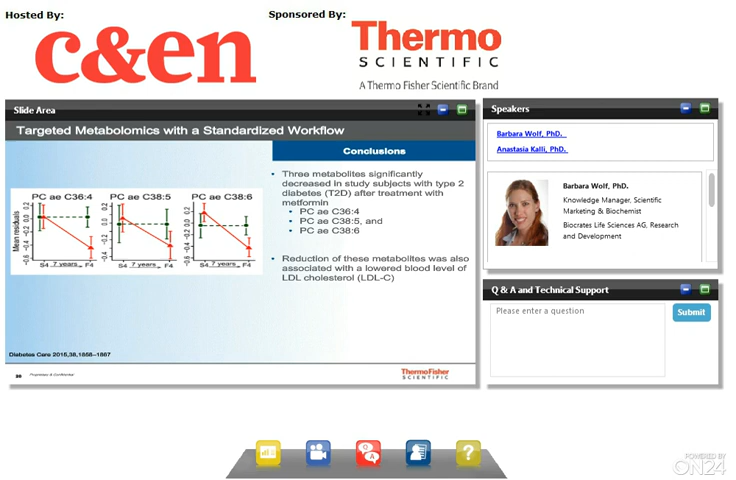 Hosted By:
Sponsored By:
c&en
Thermo
SCIENTIFIC
A Thermo Fisher Scientific Brand
Slide Area
Targeted Metabolomics with a Standardized Workflow
Conclusions
• Three metabolites significantly
decreased in study subjects with type 2
diabetes (T2D) after treatment with
metformin
• PC ae C36:4
• PC ae C38:5, and
• PC ae C38:6
• Reduction of these metabolites was also
associated with a lowered blood level of
LDL cholesterol (LDL-C)
PC ae C36:4
PC ae C38:5
PC ae C38:6
Mean residuals
S4 7 years F4
S4 7 years F4
S4 7 years F4
Diabetes Care 2015,38,1858–1867
Proprietary & Confidential
ThermoFisher
SCIENTIFIC
Speakers
Barbara Wolf, PhD.
Anastasia Kalli, PhD.
Barbara Wolf, PhD.
Knowledge Manager, Scientific
Marketing & Biochemist
Biocrates Life Sciences AG, Research
and Development
Q & A and Technical Support
Please enter a question
Submit
Q
A
?
POWERED BY
ON24